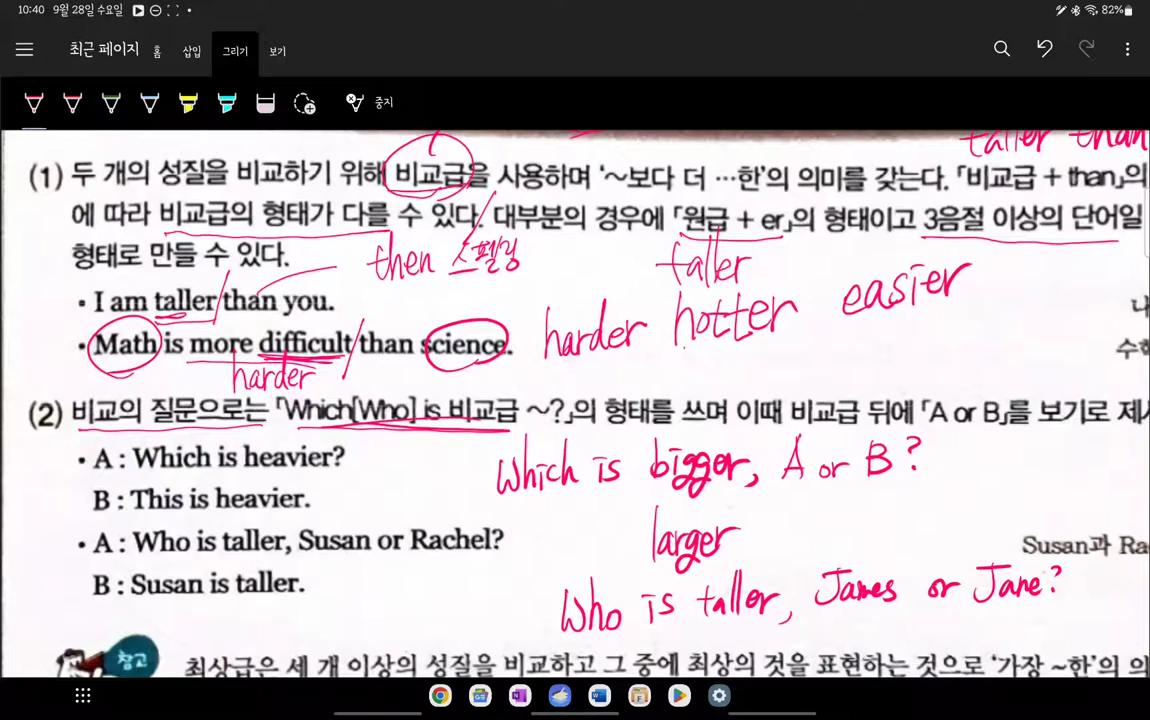 10:40 9월 28일 수요일 82%
최근 페이지 홈 삽입 그리기 보기
중지
taller than
(1) 두 개의 성질을 비교하기 위해 비교급을 사용하며 '~보다 더 …한'의 의미를 갖는다. 「비교급 + than」의
에 따라 비교급의 형태가 다를 수 있다. 대부분의 경우에 「원급 + er」의 형태이고 3음절 이상의 단어일
형태로 만들 수 있다.
then 스펠링
taller
• I am taller than you.
harder hotter easier
나
• Math is more difficult than science.
수학
harder
(2) 비교의 질문으로는 「Which[Who] is 비교급 ~?」의 형태를 쓰며 이때 비교급 뒤에 「A or B」를 보기로 제시
• A : Which is heavier?
Which is bigger, A or B?
B : This is heavier.
larger
• A : Who is taller, Susan or Rachel?
Susan과 Ra
B : Susan is taller.
Who is taller, James or Jane?
참고
최상급은 세 개 이상의 성질을 비교하고 그 중에 최상의 것을 표현하는 것으로 '가장 ~한'의 의